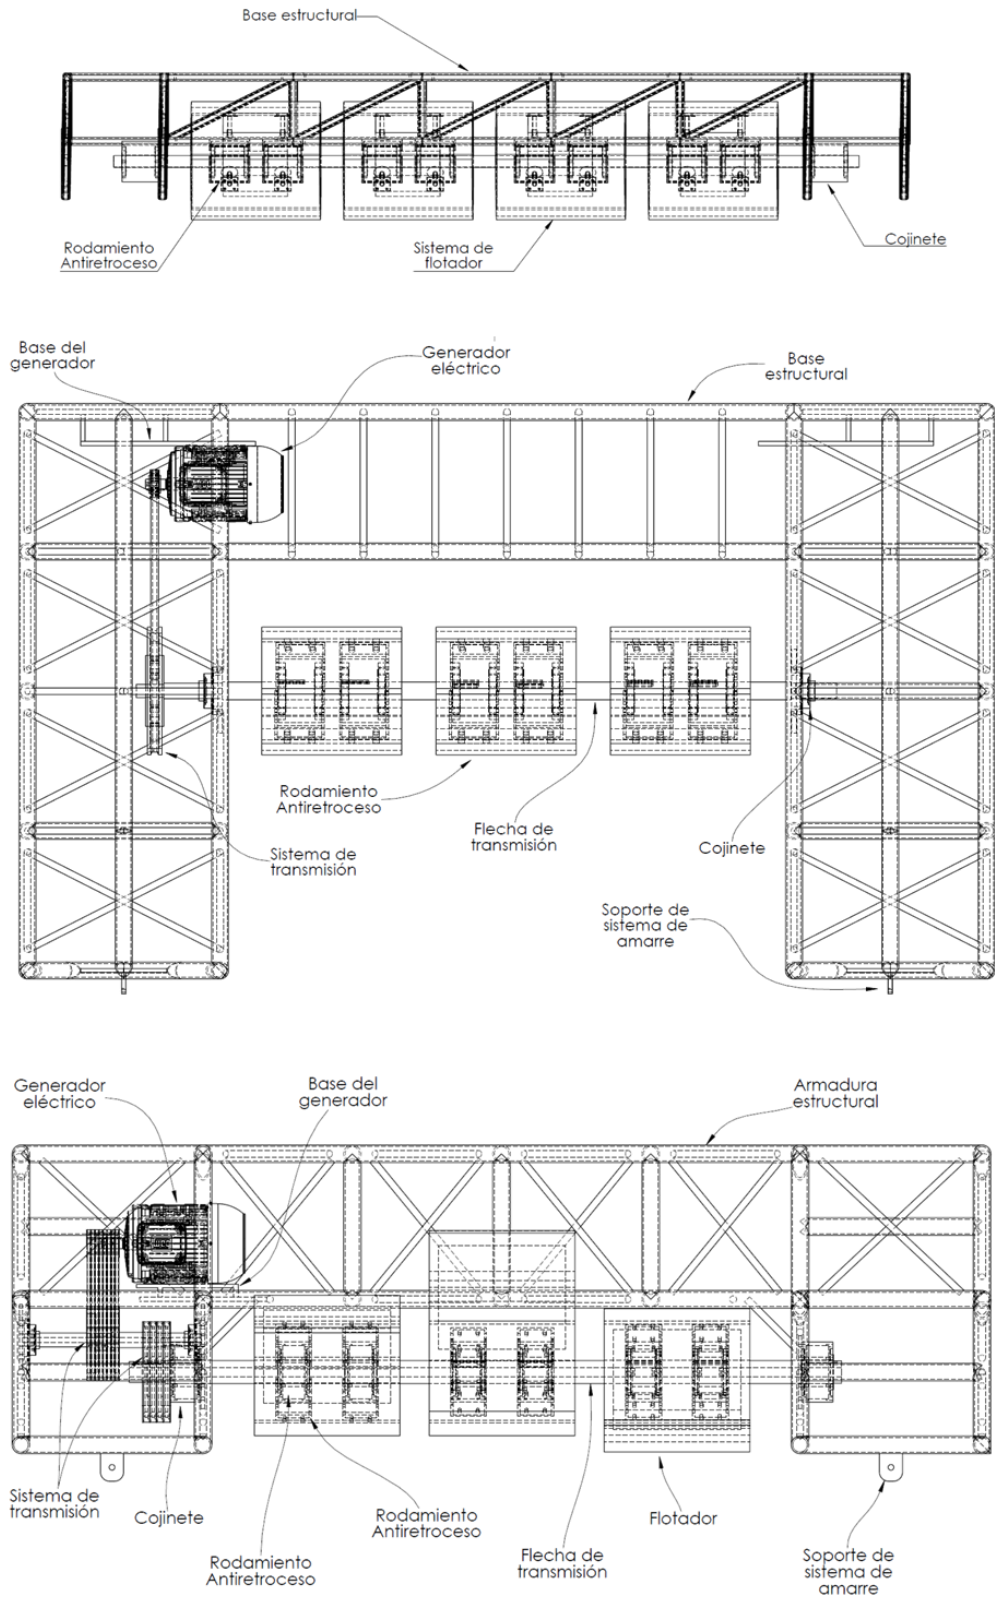 Base estructural
Rodamiento
Antiretroceso
Sistema de
flotador
Cojinete
Base del
generador
Generador
eléctrico
Base
estructural
Rodamiento
Antiretroceso
Flecha de
transmisión
Cojinete
Sistema de
transmisión
Soporte de
sistema de
amarre
Generador
eléctrico
Base del
generador
Armadura
estructural
Sistema de
transmisión
Cojinete
Rodamiento
Antiretroceso
Rodamiento
Antiretroceso
Flecha de
transmisión
Flotador
Soporte de
sistema de
amarre